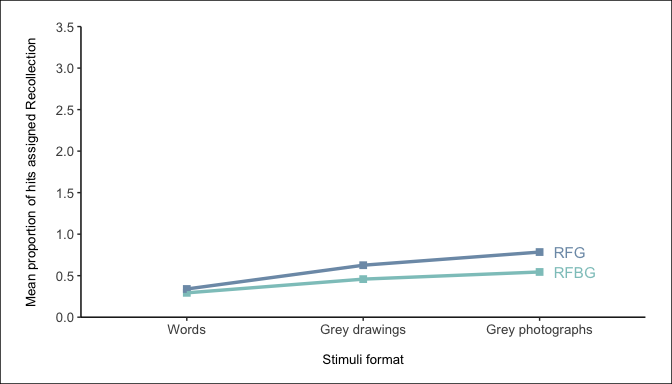 Mean proportion of hits assigned Recollection
3.5
3.0
2.5
2.0
1.5
1.0
0.5
0.0
RFG
RFBG
Words Grey drawings Grey photographs
Stimuli format